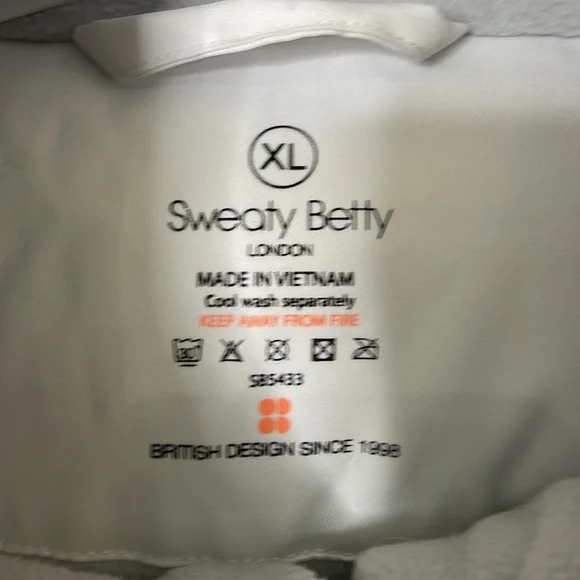 XL
Sweaty Betty
LONDON
MADE IN VIETNAM
Cool wash separately
KEEP AWAY FROM FIRE
30
SB5433
BRITISH DESIGN SINCE 1998